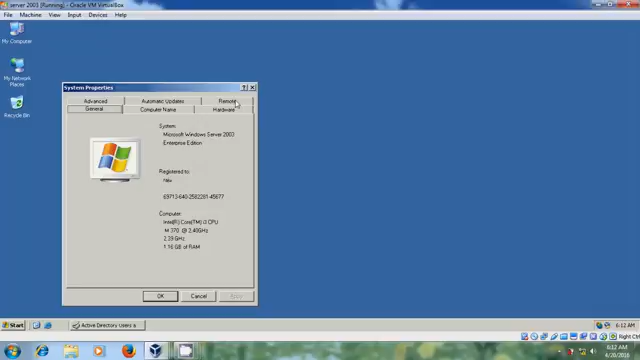 server 2003 [Running] - Oracle VM VirtualBox
File Machine View Input Devices Help
My Computer
My Network
Places
Recycle Bin
System Properties
Advanced Automatic Updates Remote
General Computer Name Hardware
System:
Microsoft Windows Server 2003
Enterprise Edition
Registered to:
new
69713-640-2582281-45677
Computer:
Intel(R) Core(TM) i3 CPU
M 370 @ 2.40GHz
2.39 GHz
1.16 GB of RAM
OK Cancel Apply
Start Active Directory Users a 6:12 AM
Right Ctrl
6:12 AM
4/20/2016